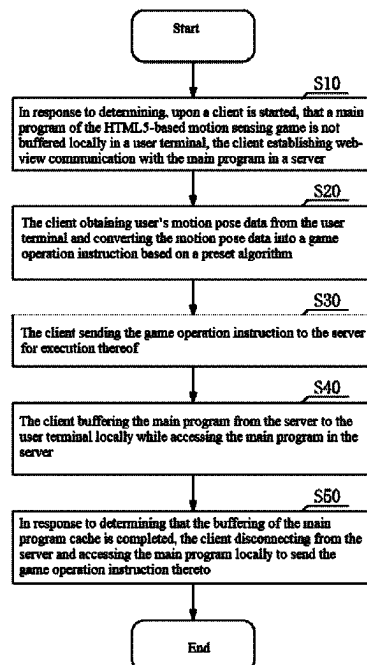 Start
S10
In response to determining, upon a client is started, that a main
program of the HTML5-based motion sensing game is not
buffered locally in a user terminal, the client establishing web-
view communication with the main program in a server
S20
The client obtaining user's motion pose data from the user
terminal and converting the motion pose data into a game
operation instruction based on a preset algorithm
S30
The client sending the game operation instruction to the server
for execution thereof
S40
The client buffering the main program from the server to the
user terminal locally while accessing the main program in the
server
S50
In response to determining that the buffering of the main
program cache is completed, the client disconnecting from the
server and accessing the main program locally to send the
game operation instruction thereto
End